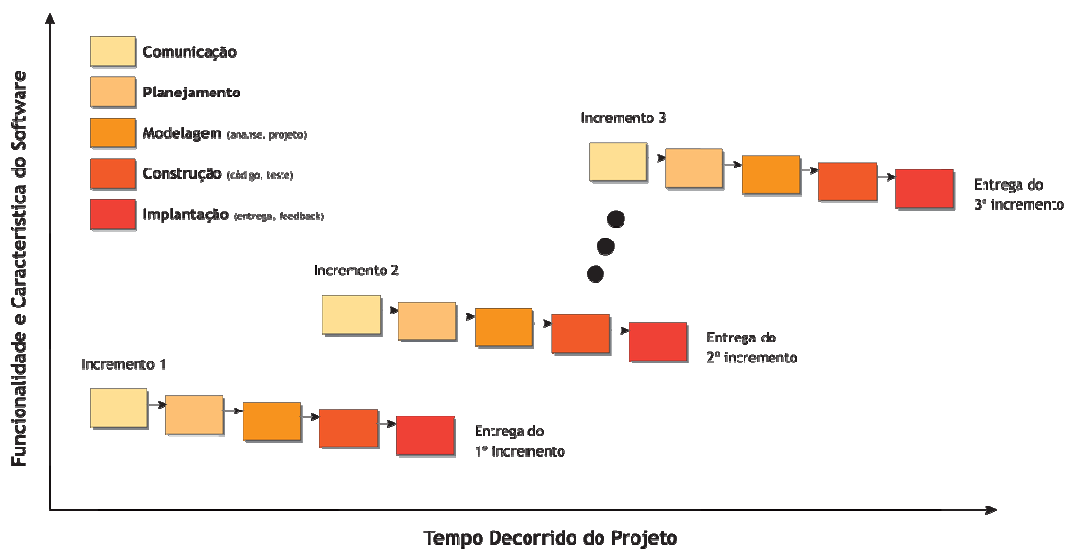 Funcionalidade e Característica do Software
Comunicação
Planejamento
Modelagem (análise, projeto)
Construção (código, teste)
Implantação (entrega, feedback)
Incremento 3
Entrega do
3º incremento
Incremento 2
Entrega do
2º incremento
Incremento 1
Entrega do
1º Incremento
Tempo Decorrido do Projeto